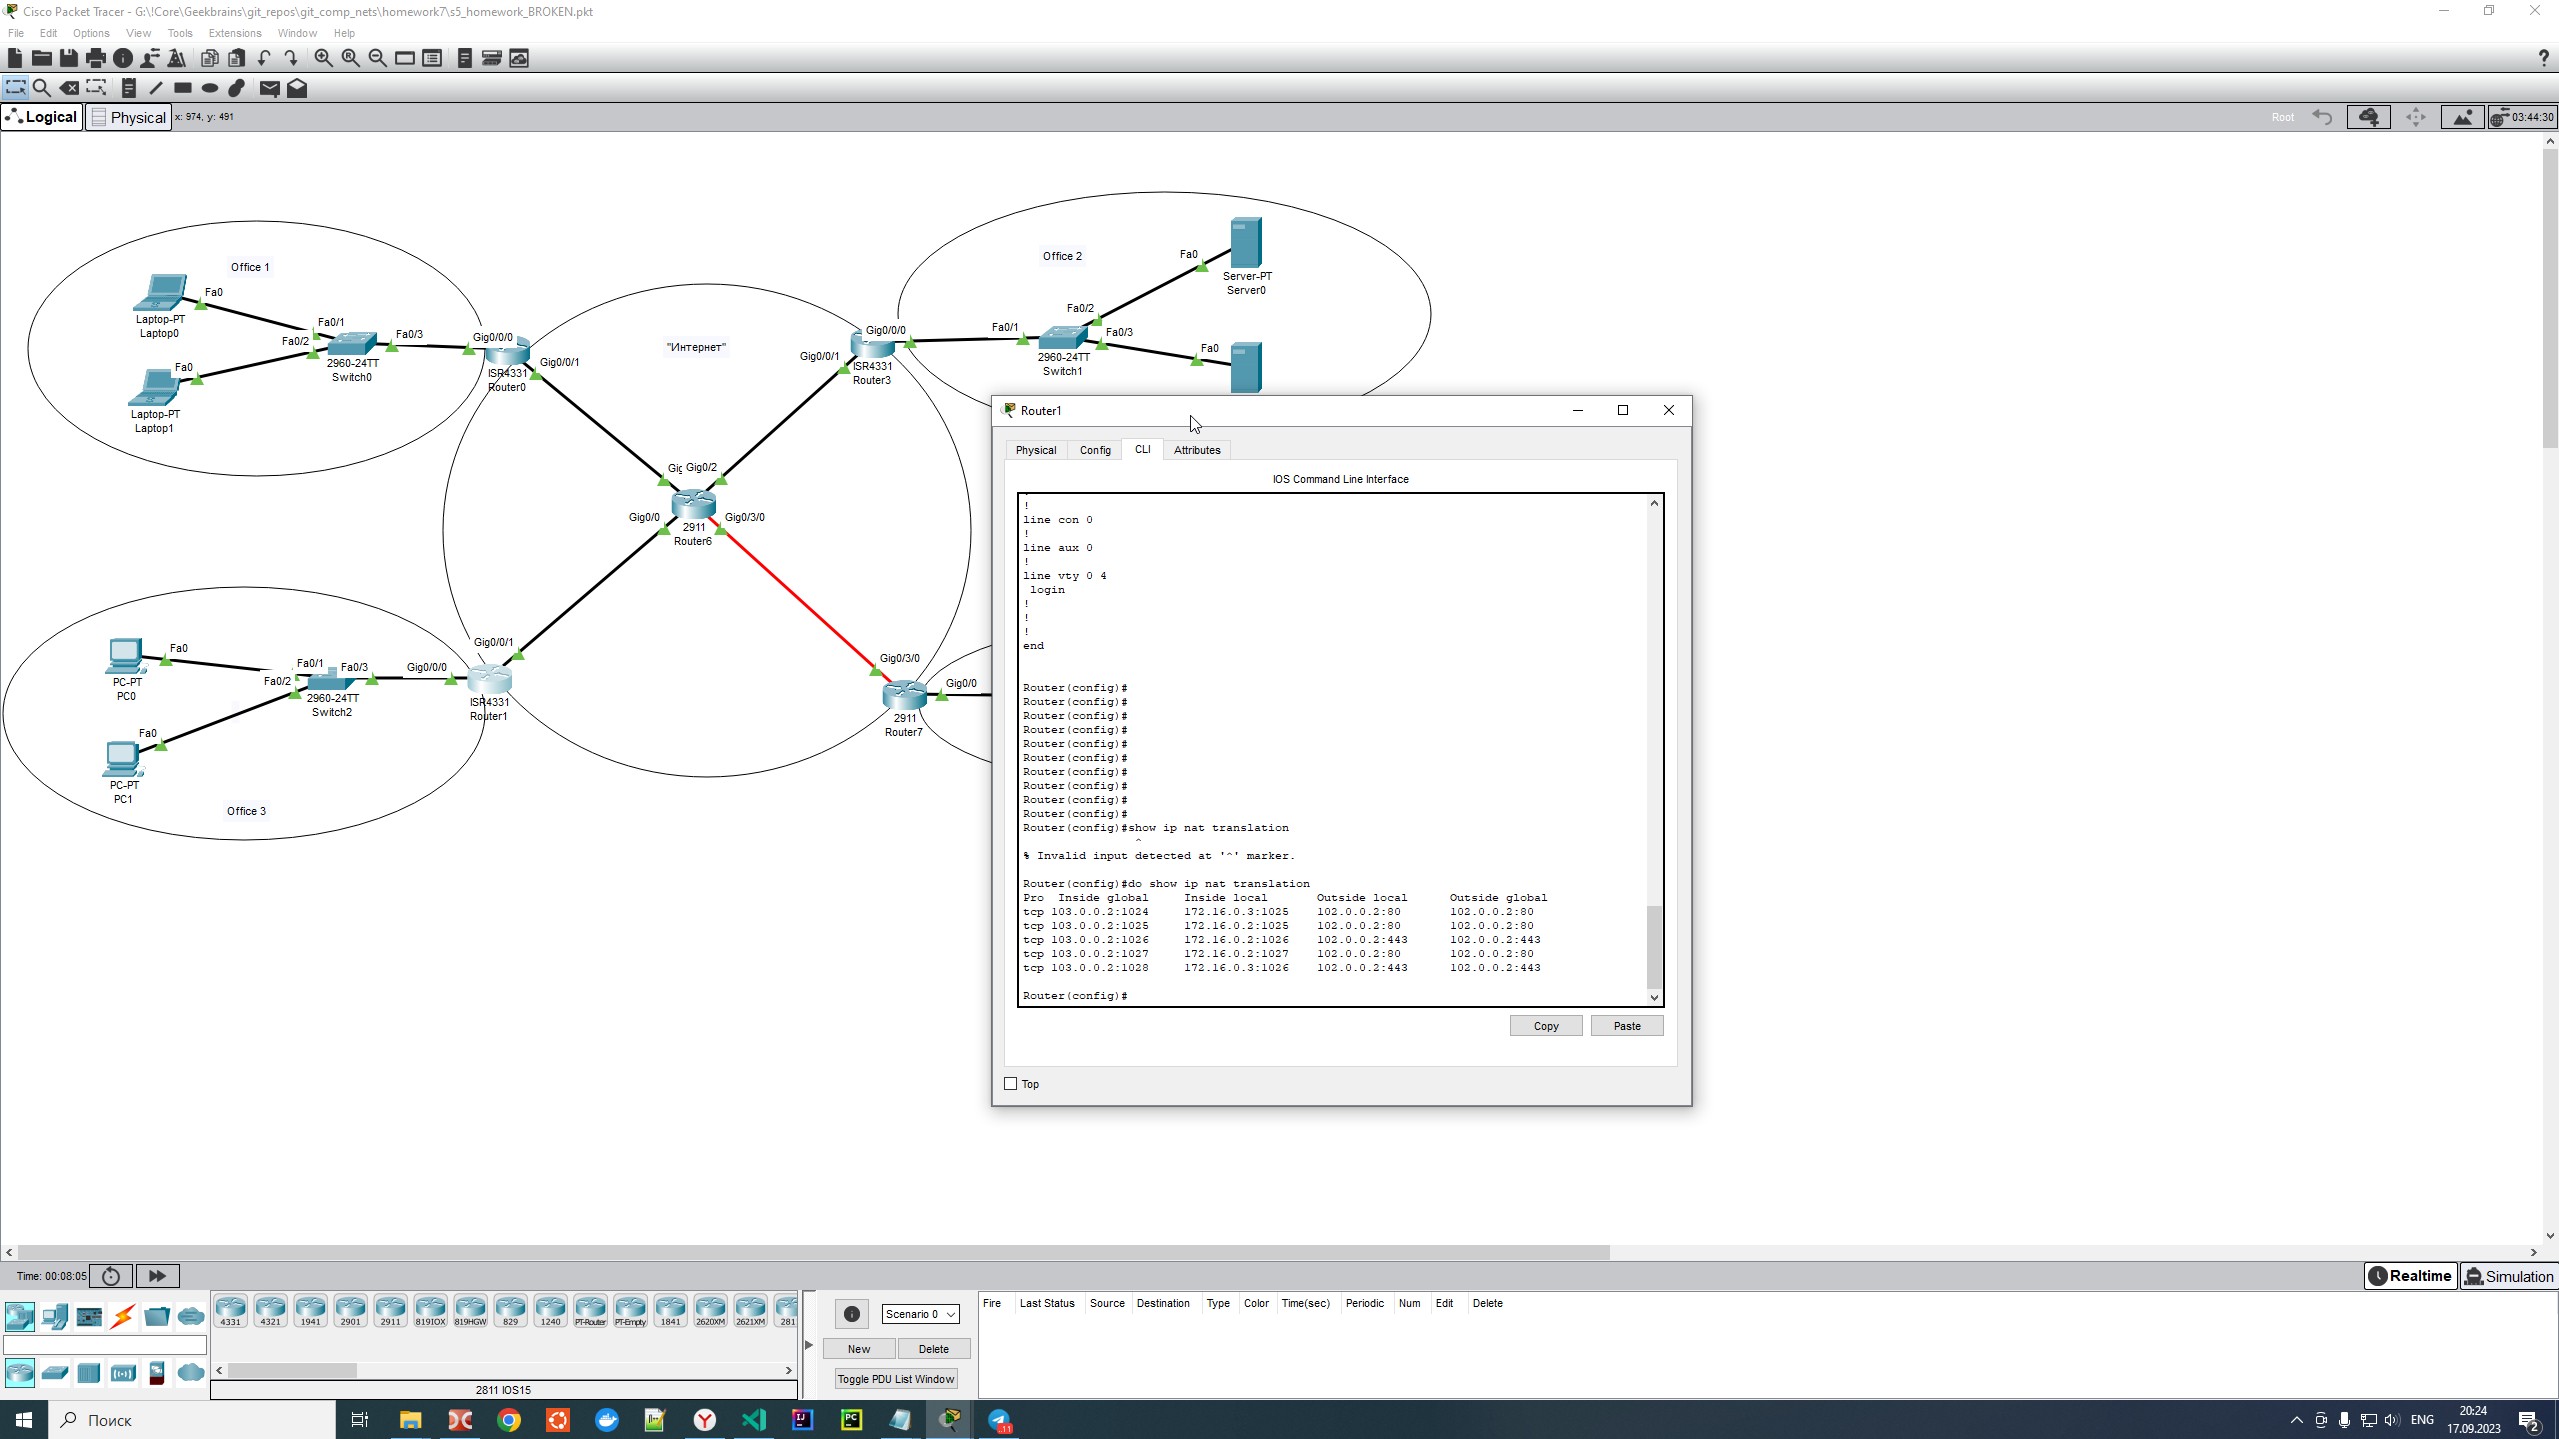 Cisco Packet Tracer - G:\!Core\Geekbrains\git_repos\git_comp_nets\homework7\s5_homework_BROKEN.pkt
File Edit Options View Tools Extensions Window Help
Logical Physical x: 974, y: 491
Root 03:44:30
Office 1
Fa0
Laptop-PT
Laptop0
Fa0/1
Fa0/2
Fa0/3
Fa0
Laptop-PT
Laptop1
2960-24TT
Switch0
Gig0/0/0
Gig0/0/1
ISR4331
Router0
"Интернет"
Gig0/0/0
Gig0/0/1
ISR4331
Router3
Office 2
Fa0
Server-PT
Server0
Fa0/2
Fa0/1
Fa0/3
Fa0
2960-24TT
Switch1
Gig Gig0/2
Gig0/0
Gig0/3/0
2911
Router6
Gig0/0/1
Gig0/3/0
Gig0/0
2911
Router7
Fa0
PC-PT
PC0
Fa0/1
Fa0/3
Fa0/2
Gig0/0/0
2960-24TT
Switch2
ISR4331
Router1
Fa0
PC-PT
PC1
Office 3
Router1
Physical Config CLI Attributes
IOS Command Line Interface
!
!
line con 0
!
line aux 0
!
line vty 0 4
login
!
!
!
end
Router(config)#
Router(config)#
Router(config)#
Router(config)#
Router(config)#
Router(config)#
Router(config)#
Router(config)#
Router(config)#
Router(config)#
Router(config)#show ip nat translation
^
% Invalid input detected at '^' marker.
Router(config)#do show ip nat translation
Pro Inside global Inside local Outside local Outside global
tcp 103.0.0.2:1024 172.16.0.3:1025 102.0.0.2:80 102.0.0.2:80
tcp 103.0.0.2:1025 172.16.0.2:1025 102.0.0.2:80 102.0.0.2:80
tcp 103.0.0.2:1026 172.16.0.2:1026 102.0.0.2:443 102.0.0.2:443
tcp 103.0.0.2:1027 172.16.0.2:1027 102.0.0.2:80 102.0.0.2:80
tcp 103.0.0.2:1028 172.16.0.3:1026 102.0.0.2:443 102.0.0.2:443
Router(config)#
Copy Paste
Top
Time: 00:08:05
Realtime Simulation
4331 4321 1941 2901 2911 819IOX 819HGW 829 1240 PT-Router PT-Empty 1841 2620XM 2621XM 281
2811 IOS15
Scenario 0
New Delete
Toggle PDU List Window
Fire Last Status Source Destination Type Color Time(sec) Periodic Num Edit Delete
Поиск
IJ
PC
11
ENG
20:24
17.09.2023
2